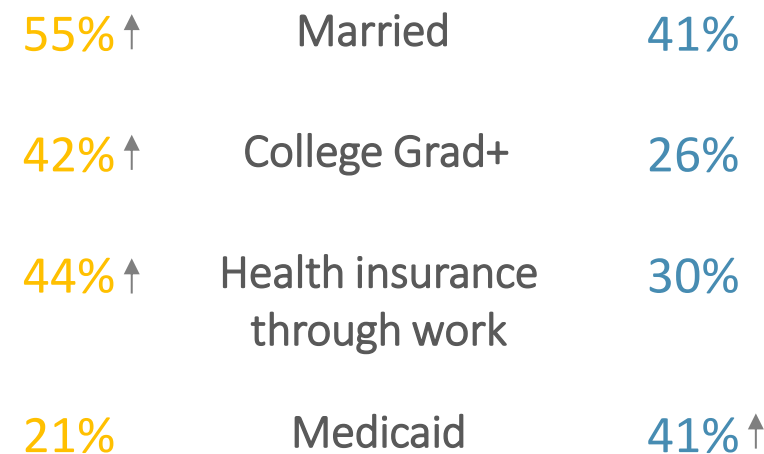 55% ↑ Married 41%
42% ↑ College Grad+ 26%
44% ↑ Health insurance 30%
through work
21% Medicaid 41% ↑